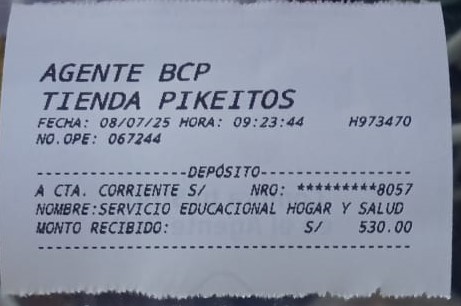 AGENTE BCP
TIENDA PIKEITOS
FECHA: 08/07/25 HORA: 09:23:44 H973470
NO.OPE: 067244
--------------------DEPÓSITO--------------------
A CTA. CORRIENTE S/ NRO: *********8057
NOMBRE:SERVICIO EDUCACIONAL HOGAR Y SALUD
MONTO RECIBIDO: S/ 530.00
------------------------------------------------